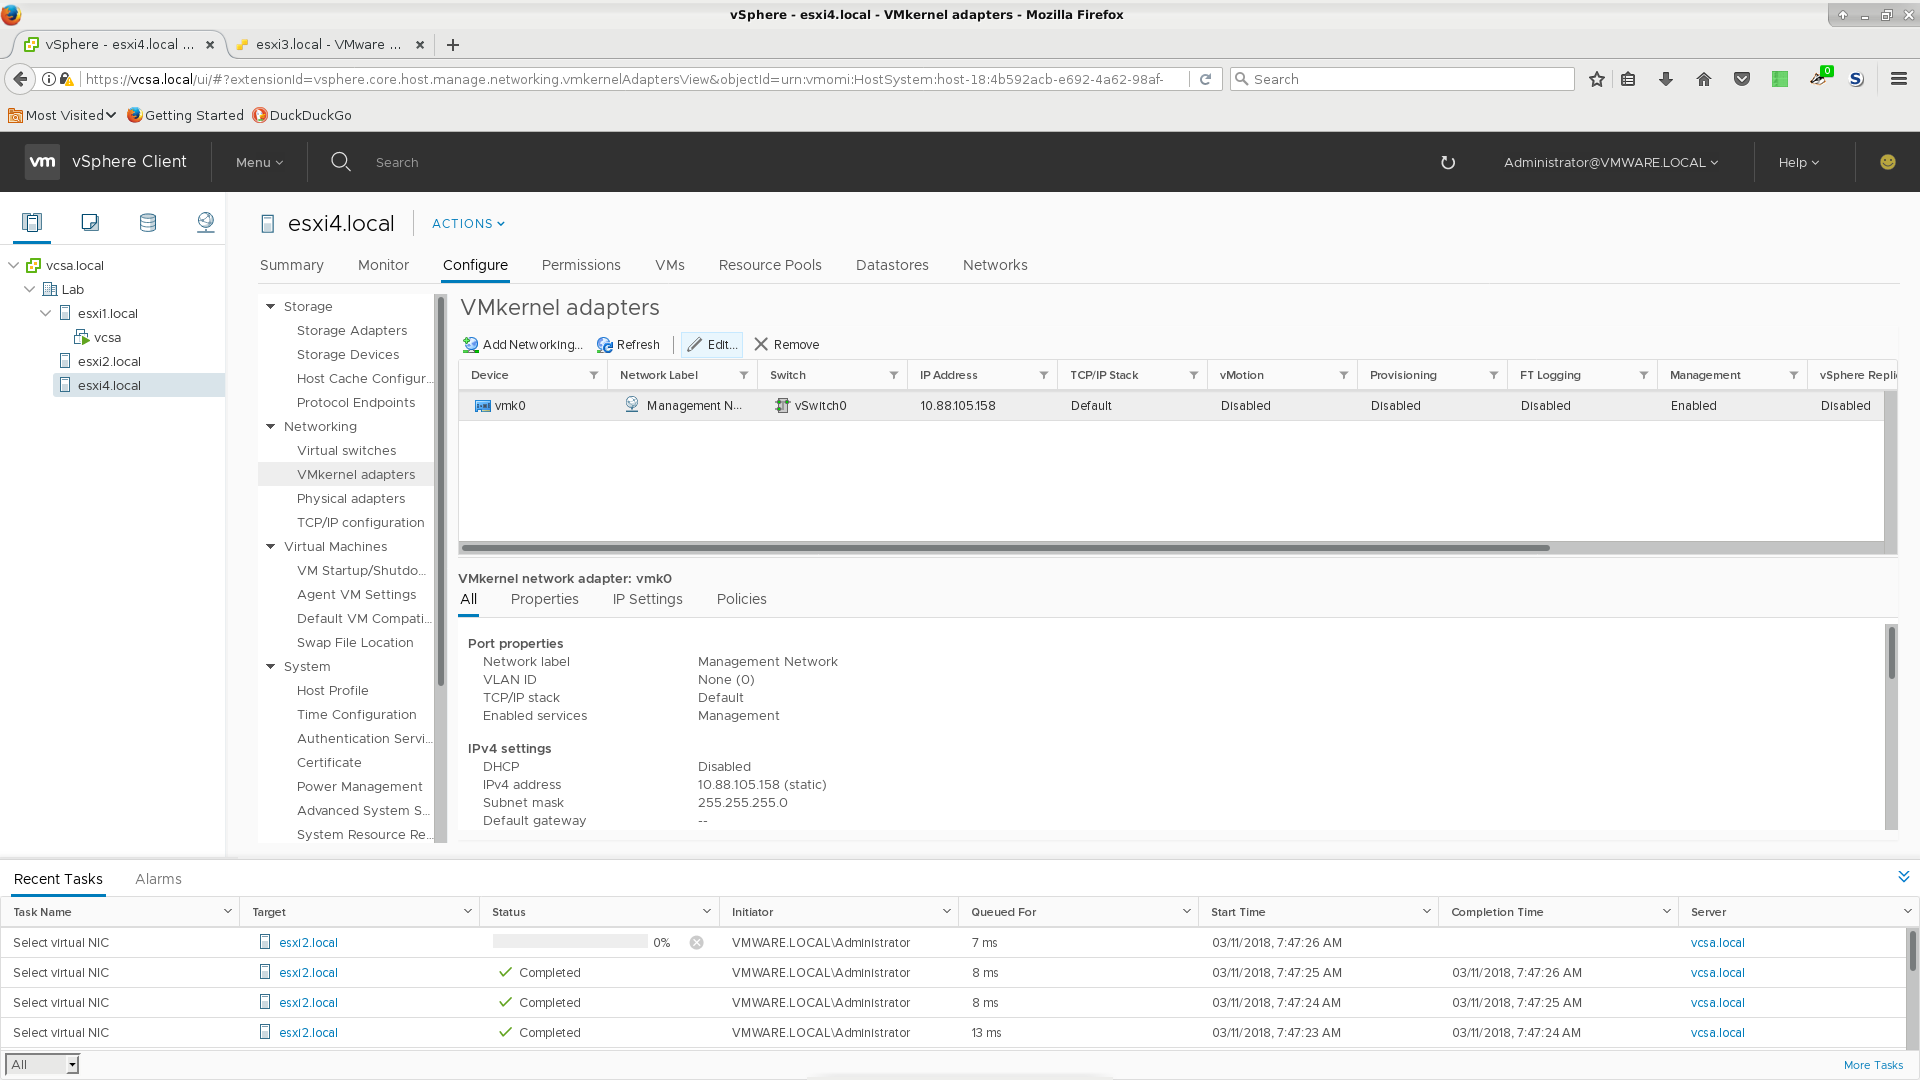 vSphere - esxi4.local - VMkernel adapters - Mozilla Firefox
vSphere - esxi4.local ...
esxi3.local - VMware ...
https://vcsa.local/ui/#?extensionId=vsphere.core.host.manage.networking.vmkernelAdaptersView&objectId=urn:vmomi:HostSystem:host-18:4b592acb-e692-4a62-98af-
Search
0
S
Most Visited
Getting Started
DuckDuckGo
vm
vSphere Client
Menu
Search
Administrator@VMWARE.LOCAL
Help
esxi4.local
ACTIONS
vcsa.local
Lab
esxi1.local
vcsa
esxi2.local
esxi4.local
Summary
Monitor
Configure
Permissions
VMs
Resource Pools
Datastores
Networks
Storage
Storage Adapters
Storage Devices
Host Cache Configur...
Protocol Endpoints
Networking
Virtual switches
VMkernel adapters
Physical adapters
TCP/IP configuration
Virtual Machines
VM Startup/Shutdo...
Agent VM Settings
Default VM Compati...
Swap File Location
System
Host Profile
Time Configuration
Authentication Servi...
Certificate
Power Management
Advanced System S...
System Resource Re...
VMkernel adapters
Add Networking...
Refresh
Edit...
Remove
Device Network Label Switch IP Address TCP/IP Stack vMotion Provisioning FT Logging Management vSphere Repli
vmk0 Management N... vSwitch0 10.88.105.158 Default Disabled Disabled Disabled Enabled Disabled
VMkernel network adapter: vmk0
All Properties IP Settings Policies
Port properties
Network label Management Network
VLAN ID None (0)
TCP/IP stack Default
Enabled services Management
IPv4 settings
DHCP Disabled
IPv4 address 10.88.105.158 (static)
Subnet mask 255.255.255.0
Default gateway --
Recent Tasks Alarms
Task Name Target Status Initiator Queued For Start Time Completion Time Server
Select virtual NIC esxi2.local 0% VMWARE.LOCAL\Administrator 7 ms 03/11/2018, 7:47:26 AM vcsa.local
Select virtual NIC esxi2.local Completed VMWARE.LOCAL\Administrator 8 ms 03/11/2018, 7:47:25 AM 03/11/2018, 7:47:26 AM vcsa.local
Select virtual NIC esxi2.local Completed VMWARE.LOCAL\Administrator 8 ms 03/11/2018, 7:47:24 AM 03/11/2018, 7:47:25 AM vcsa.local
Select virtual NIC esxi2.local Completed VMWARE.LOCAL\Administrator 13 ms 03/11/2018, 7:47:23 AM 03/11/2018, 7:47:24 AM vcsa.local
All
More Tasks